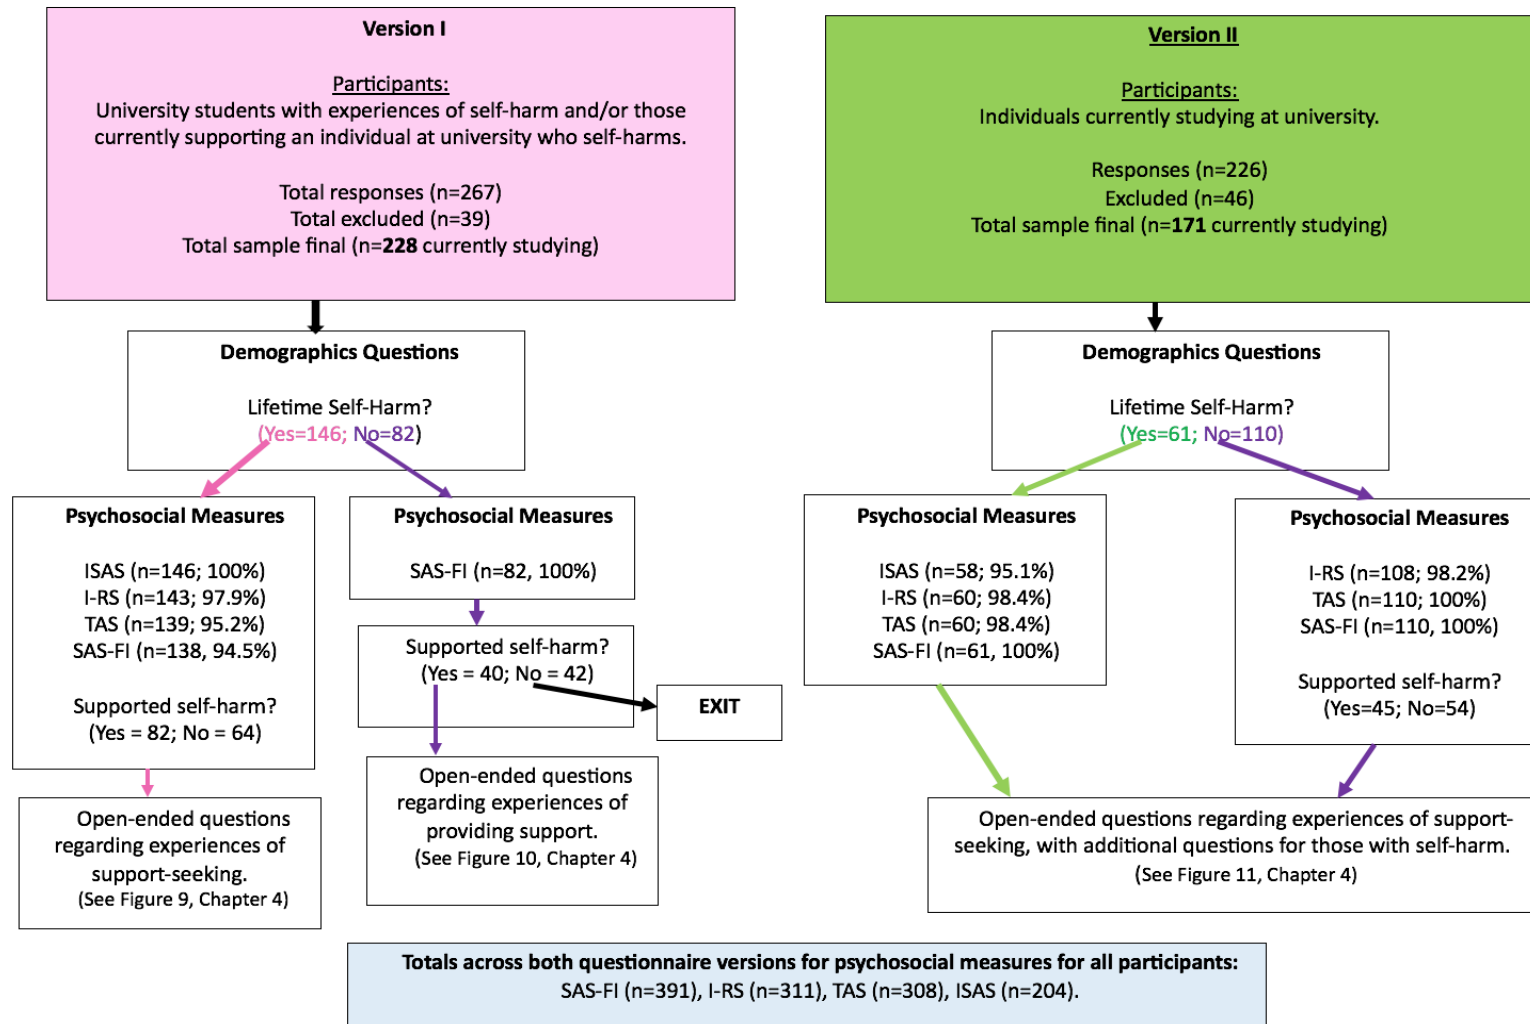 Version I
Participants:
University students with experiences of self-harm and/or those
currently supporting an individual at university who self-harms.
Total responses (n=267)
Total excluded (n=39)
Total sample final (n=228 currently studying)
Version II
Participants:
Individuals currently studying at university.
Responses (n=226)
Excluded (n=46)
Total sample final (n=171 currently studying)
Demographics Questions
Lifetime Self-Harm?
(Yes=146; No=82)
Demographics Questions
Lifetime Self-Harm?
(Yes=61; No=110)
Psychosocial Measures
ISAS (n=146; 100%)
I-RS (n=143; 97.9%)
TAS (n=139; 95.2%)
SAS-FI (n=138, 94.5%)
Supported self-harm?
(Yes = 82; No = 64)
Psychosocial Measures
SAS-FI (n=82, 100%)
Supported self-harm?
(Yes = 40; No = 42)
EXIT
Psychosocial Measures
ISAS (n=58; 95.1%)
I-RS (n=60; 98.4%)
TAS (n=60; 98.4%)
SAS-FI (n=61, 100%)
Psychosocial Measures
I-RS (n=108; 98.2%)
TAS (n=110; 100%)
SAS-FI (n=110, 100%)
Supported self-harm?
(Yes=45; No=54)
Open-ended questions
regarding experiences of
support-seeking.
(See Figure 9, Chapter 4)
Open-ended questions
regarding experiences of
providing support.
(See Figure 10, Chapter 4)
Open-ended questions regarding experiences of support-
seeking, with additional questions for those with self-harm.
(See Figure 11, Chapter 4)
Totals across both questionnaire versions for psychosocial measures for all participants:
SAS-FI (n=391), I-RS (n=311), TAS (n=308), ISAS (n=204).